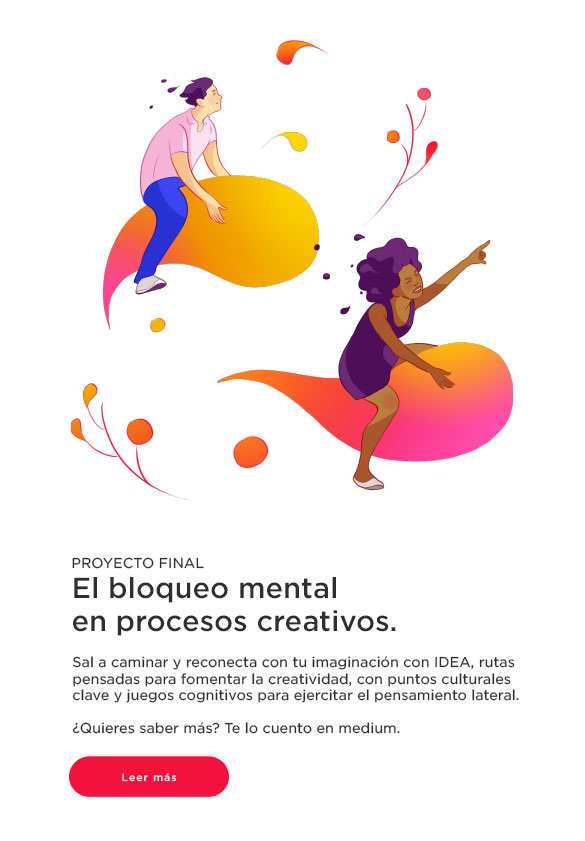 PROYECTO FINAL
El bloqueo mental
en procesos creativos.
Sal a caminar y reconecta con tu imaginación con IDEA, rutas
pensadas para fomentar la creatividad, con puntos culturales
clave y juegos cognitivos para ejercitar el pensamiento lateral.
¿Quieres saber más? Te lo cuento en medium.
Leer más